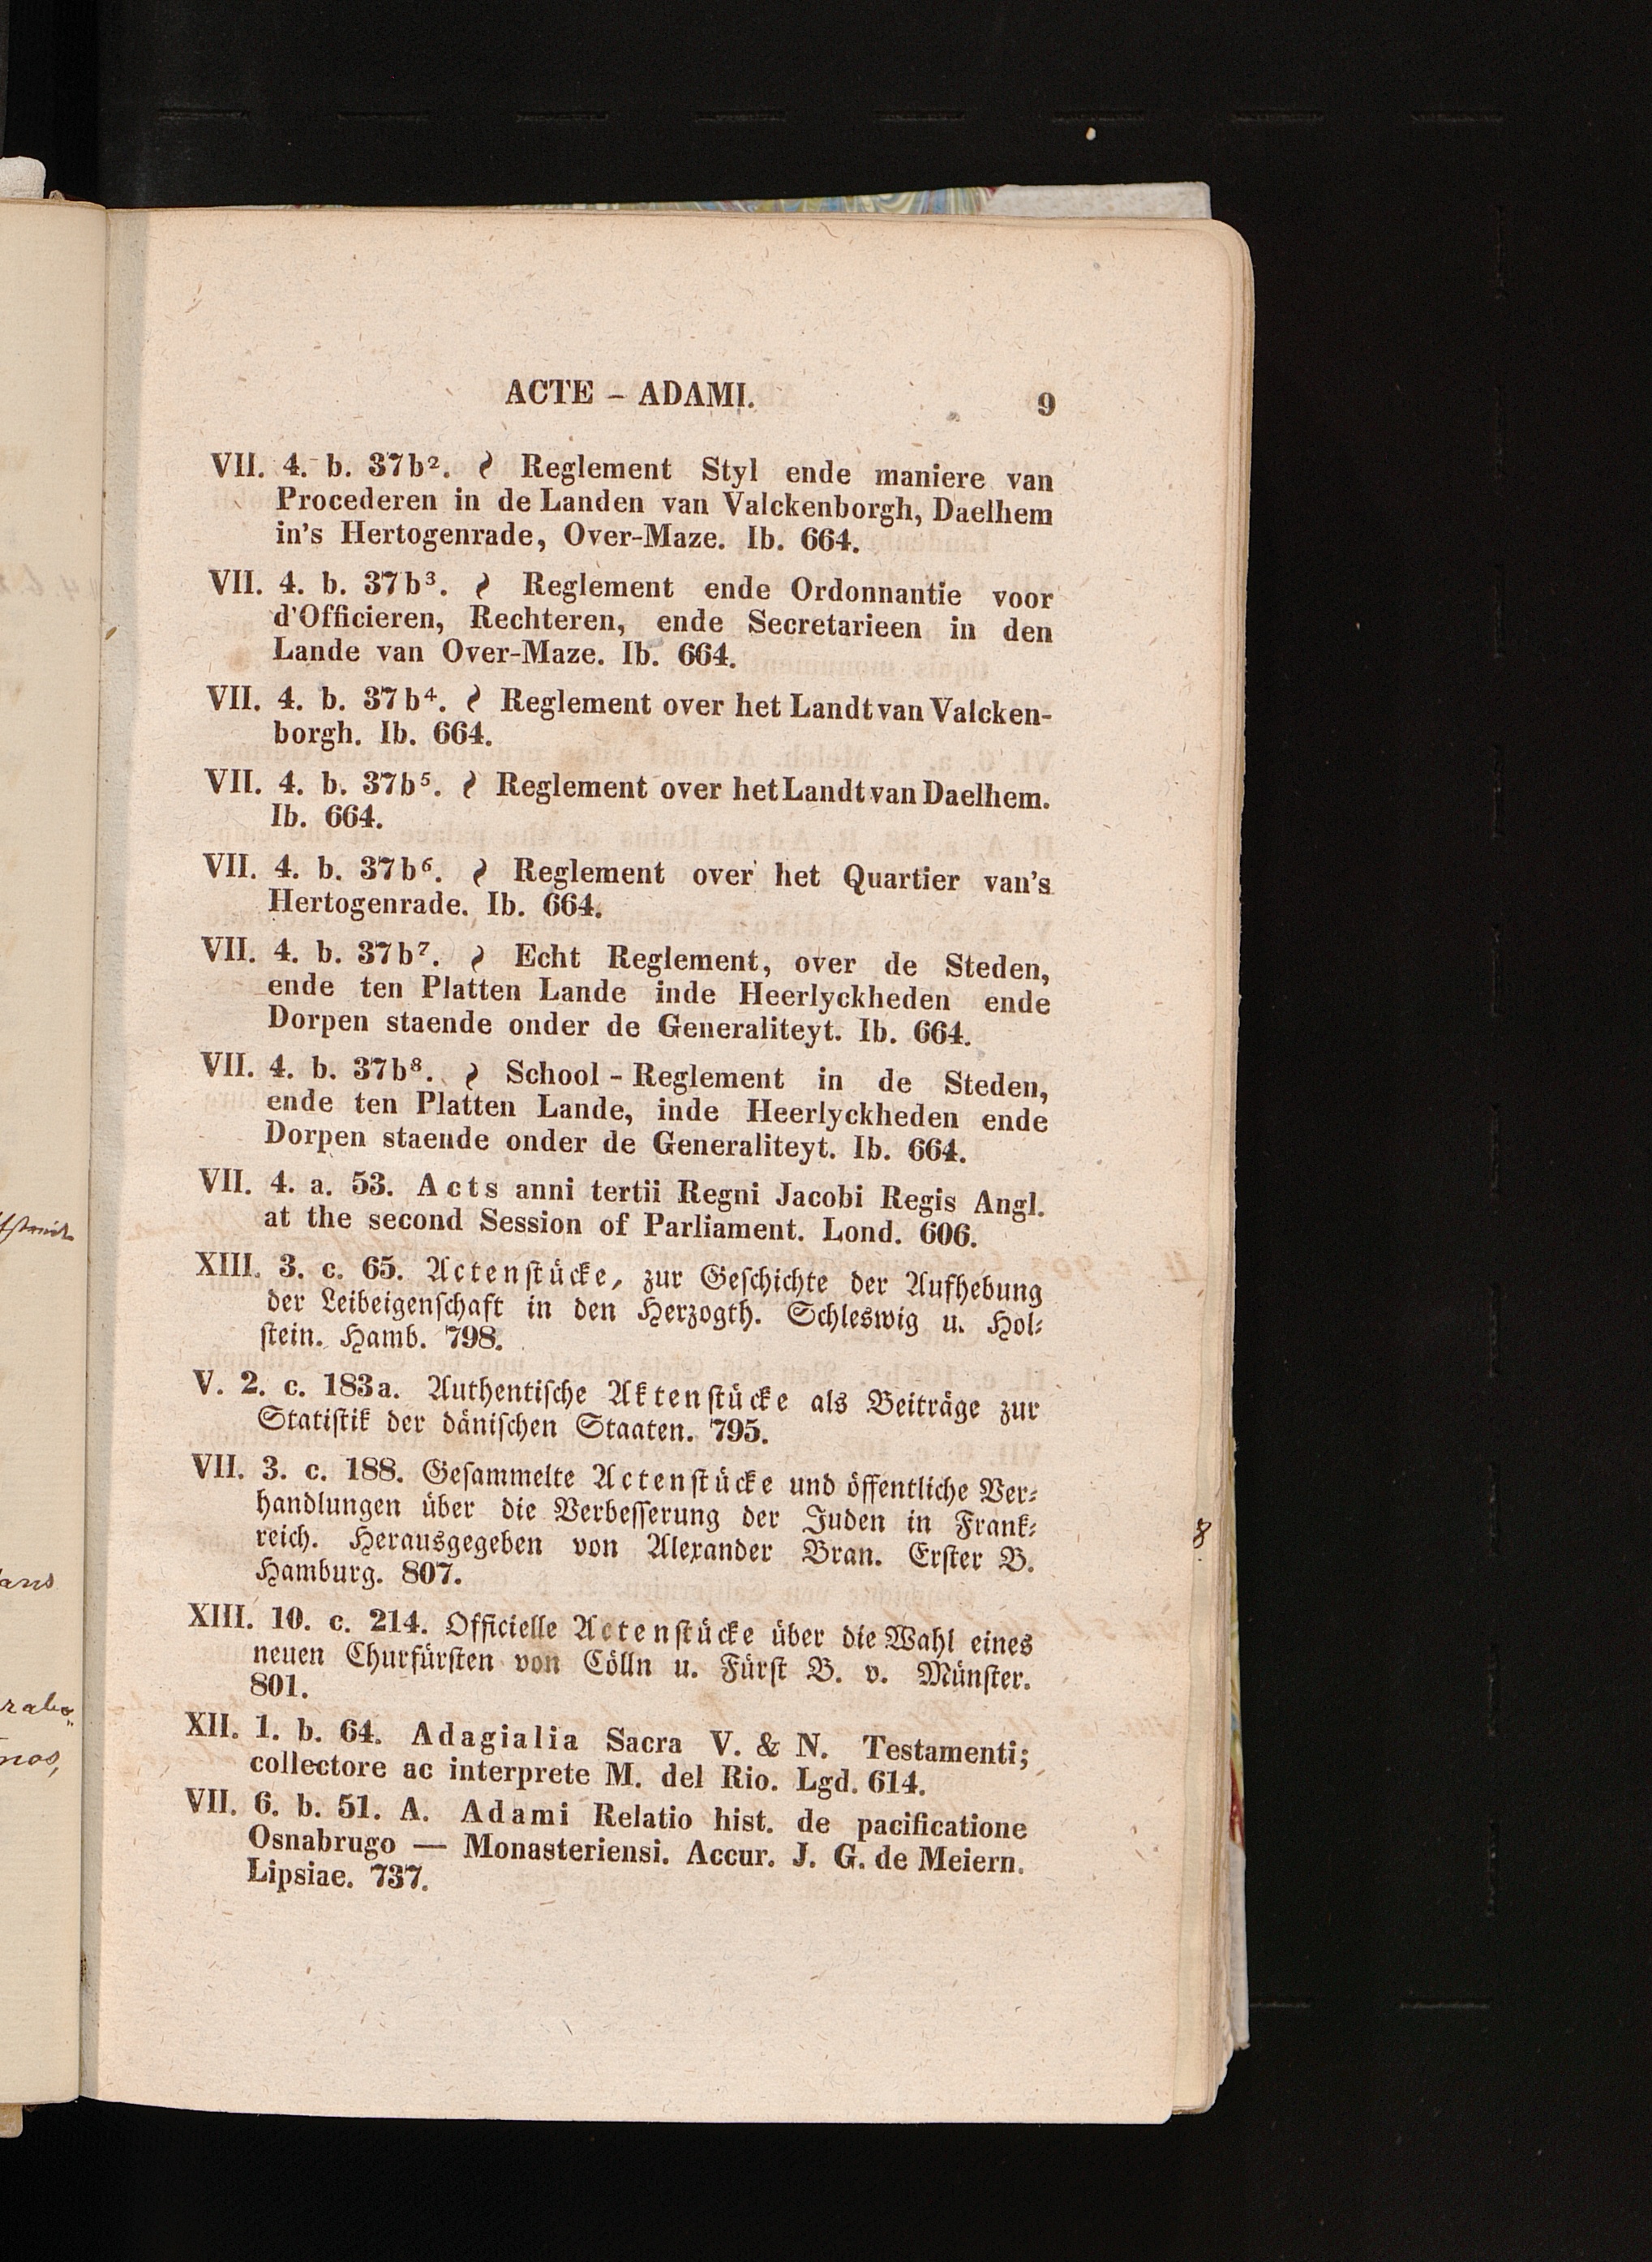 ACTE – ADAMI.
9
VII. 4. b. 37b². ≀ Reglement Styl ende maniere van
Procederen in de Landen van Valckenborgh, Daelhem
in's Hertogenrade, Over-Maze. Ib. 664.
VII. 4. b. 37b³. ≀ Reglement ende Ordonnantie voor
d'Officieren, Rechteren, ende Secretarieen in den
Lande van Over-Maze. Ib. 664.
VII. 4. b. 37b⁴. ≀ Reglement over het Landt van Valcken-
borgh. Ib. 664.
VII. 4. b. 37b⁵. ≀ Reglement over het Landt van Daelhem.
Ib. 664.
VII. 4. b. 37b⁶. ≀ Reglement over het Quartier van's
Hertogenrade. Ib. 664.
VII. 4. b. 37b⁷. ≀ Echt Reglement, over de Steden,
ende ten Platten Lande inde Heerlyckheden ende
Dorpen staende onder de Generaliteyt. Ib. 664.
VII. 4. b. 37b⁸. ≀ School - Reglement in de Steden,
ende ten Platten Lande, inde Heerlyckheden ende
Dorpen staende onder de Generaliteyt. Ib. 664.
VII. 4. a. 53. Acts anni tertii Regni Jacobi Regis Angl.
at the second Session of Parliament. Lond. 606.
XIII. 3. c. 65. Actenstücke, zur Geschichte der Aufhebung
der Leibeigenschaft in den Herzogth. Schleswig u. Hol-
stein. Hamb. 798.
V. 2. c. 183a. Authentische Aktenstücke als Beiträge zur
Statistik der dänischen Staaten. 795.
VII. 3. c. 188. Gesammelte Actenstücke und öffentliche Ver-
handlungen über die Verbesserung der Juden in Frank-
reich. Herausgegeben von Alexander Bran. Erster B.
Hamburg. 807.
XIII. 10. c. 214. Officielle Actenstücke über die Wahl eines
neuen Churfürsten von Cölln u. Fürst B. v. Münster.
801.
XII. 1. b. 64. Adagialia Sacra V. & N. Testamenti;
collectore ac interprete M. del Rio. Lgd. 614.
VII. 6. b. 51. A. Adami Relatio hist. de pacificatione
Osnabrugo — Monasteriensi. Accur. J. G. de Meiern.
Lipsiae. 737.